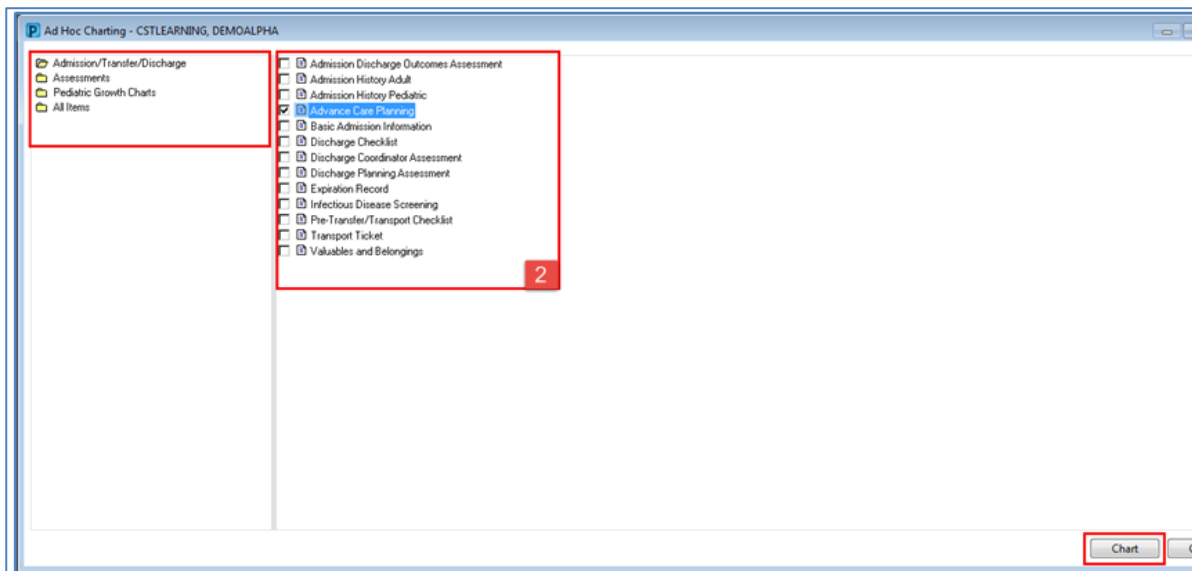 P Ad Hoc Charting - CSTLEARNING, DEMOALPHA
Admission/Transfer/Discharge
Assessments
Pediatric Growth Charts
All Items
Admission Discharge Outcomes Assessment
Admission History Adult
Admission History Pediatric
Advance Care Planning
Basic Admission Information
Discharge Checklist
Discharge Coordinator Assessment
Discharge Planning Assessment
Expiration Record
Infectious Disease Screening
Pre-Transfer/Transport Checklist
Transport Ticket
Valuables and Belongings
2
Chart